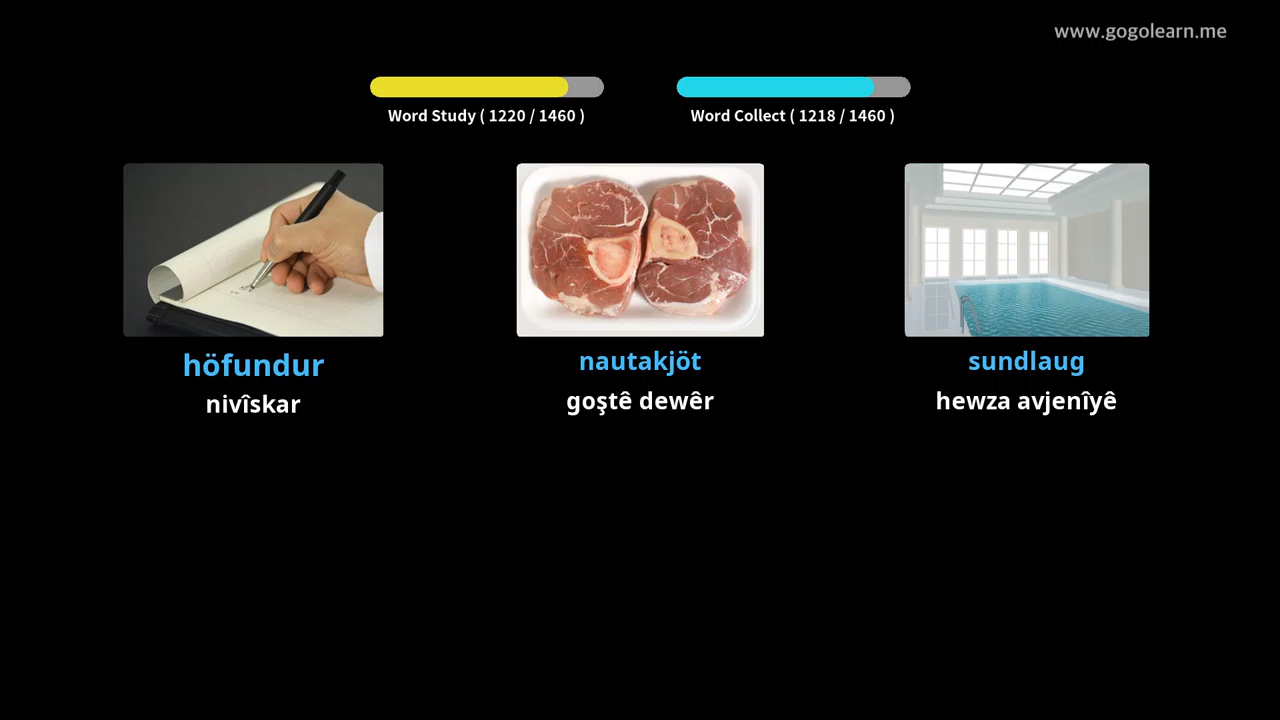 www.gogolearn.me
Word Study ( 1220 / 1460 )
Word Collect ( 1218 / 1460 )
höfundur
nivîskar
nautakjöt
goştê dewêr
sundlaug
hewza avjenîyê